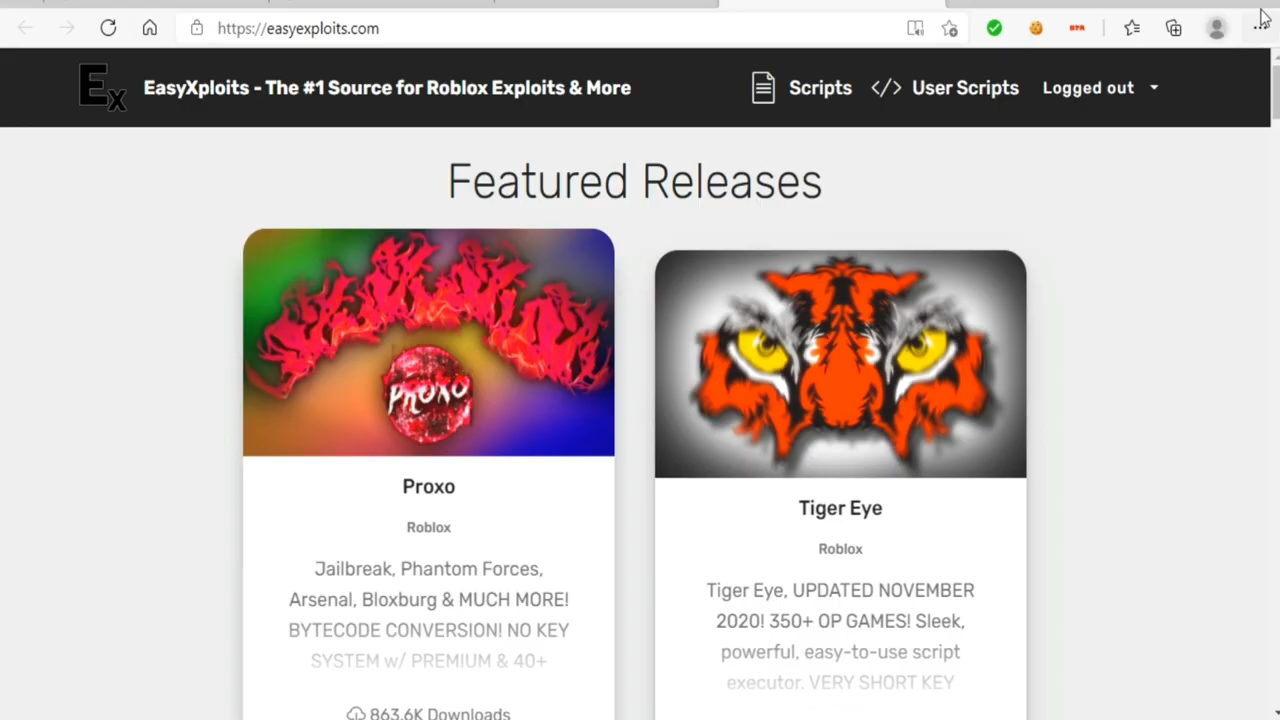 https://easyexploits.com
Ex
EasyXploits - The #1 Source for Roblox Exploits & More
Scripts
</> User Scripts
Logged out
Featured Releases
PROXO
Proxo
Roblox
Jailbreak, Phantom Forces,
Arsenal, Bloxburg & MUCH MORE!
BYTECODE CONVERSION! NO KEY
SYSTEM w/ PREMIUM & 40+
863.6K Downloads
Tiger Eye
Roblox
Tiger Eye, UPDATED NOVEMBER
2020! 350+ OP GAMES! Sleek,
powerful, easy-to-use script
executor. VERY SHORT KEY